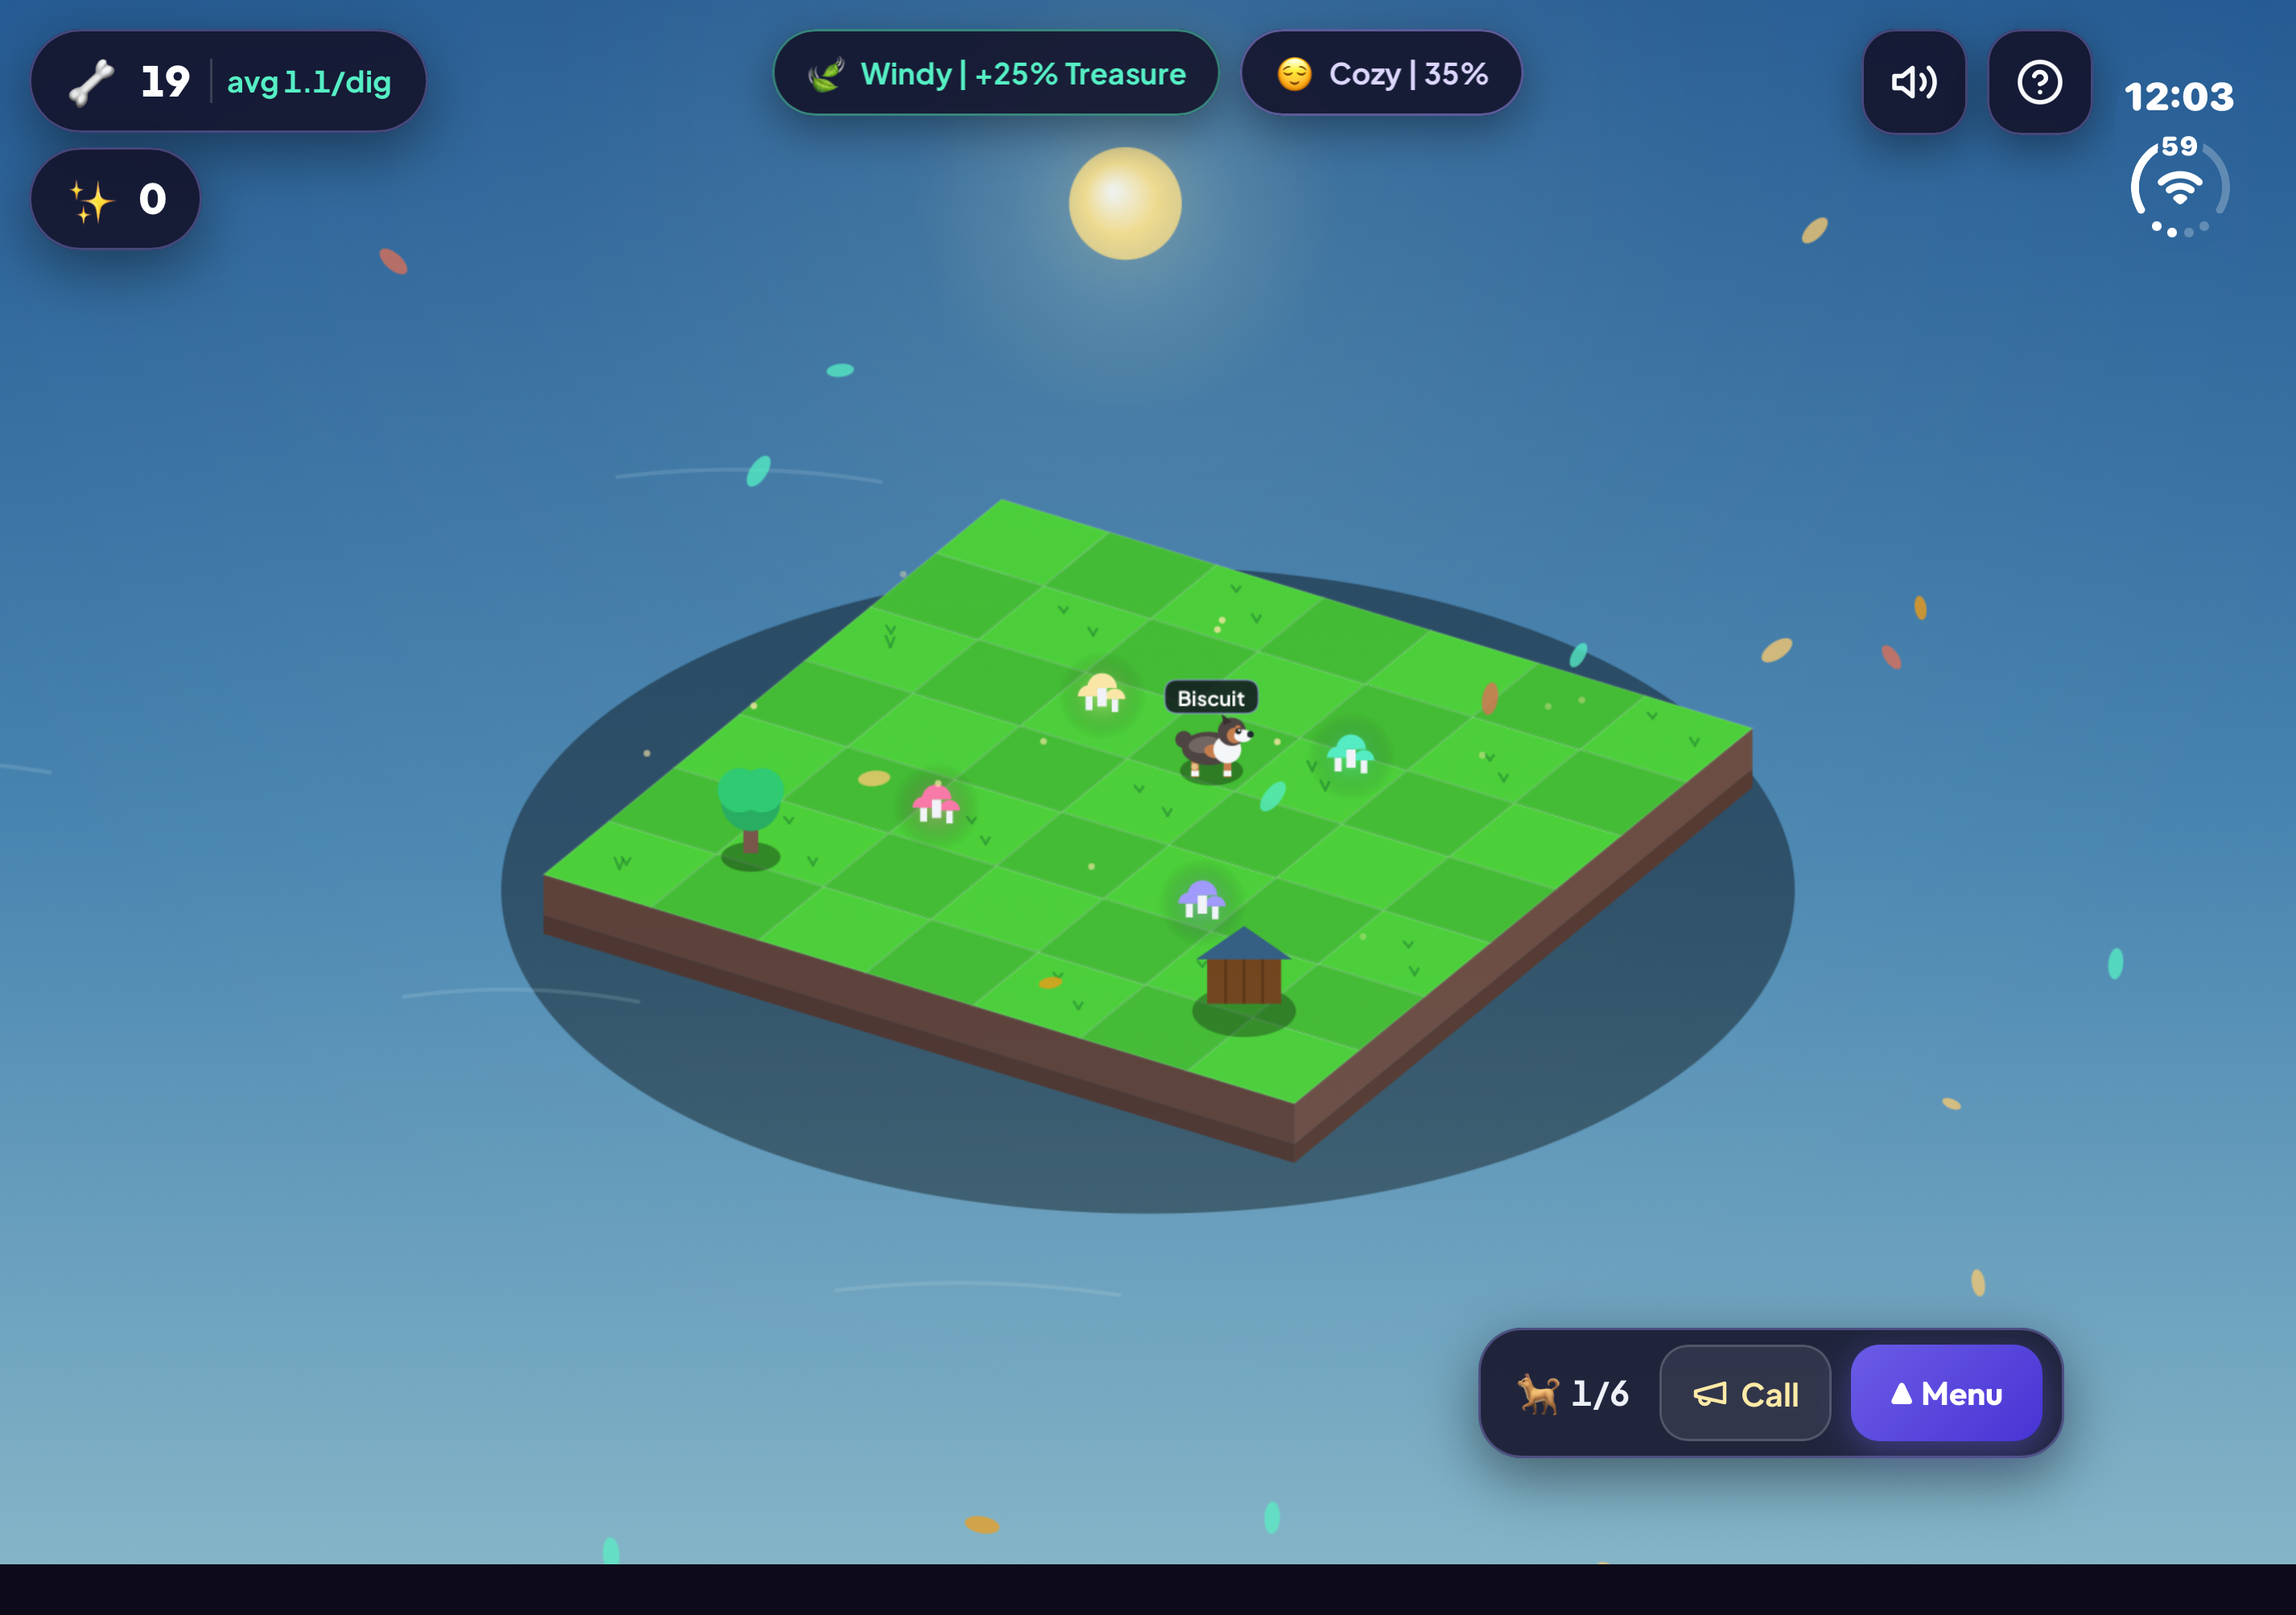 19 avg 1.1/dig
Windy | +25% Treasure
Cozy | 35%
12:03
59
0
Biscuit
1/6
Call
Menu